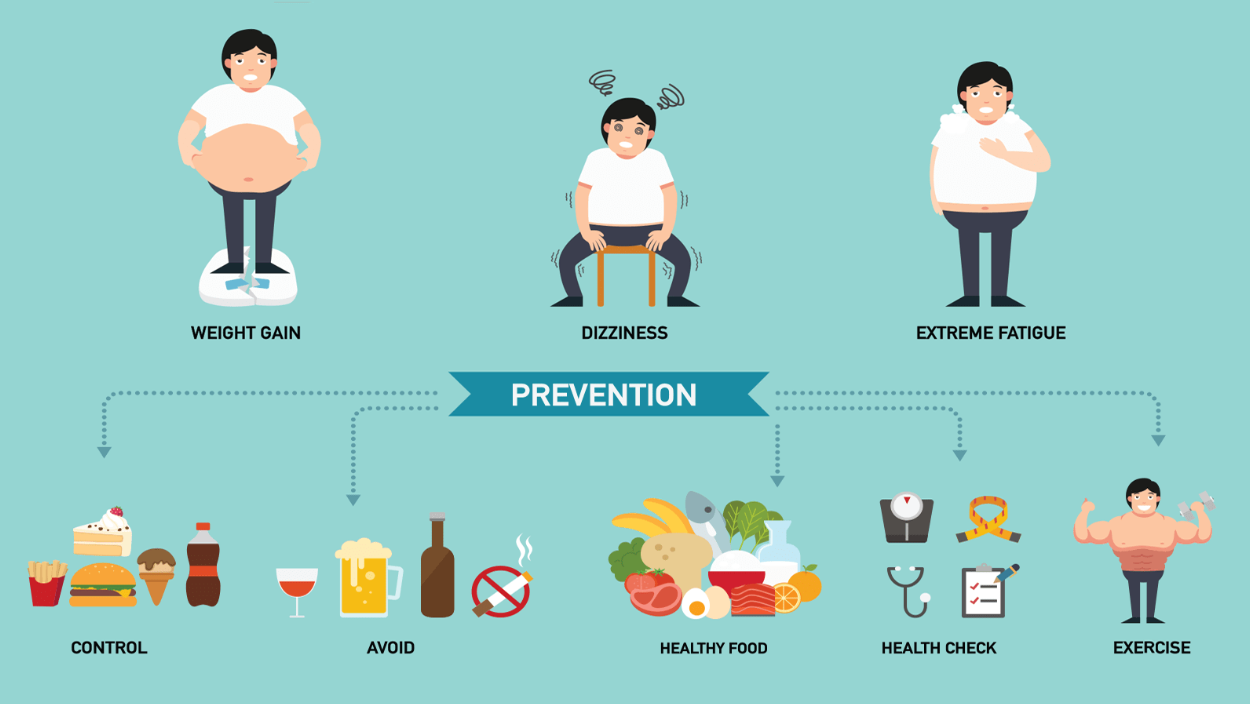 WEIGHT GAIN
DIZZINESS
EXTREME FATIGUE
PREVENTION
CONTROL
AVOID
HEALTHY FOOD
HEALTH CHECK
EXERCISE